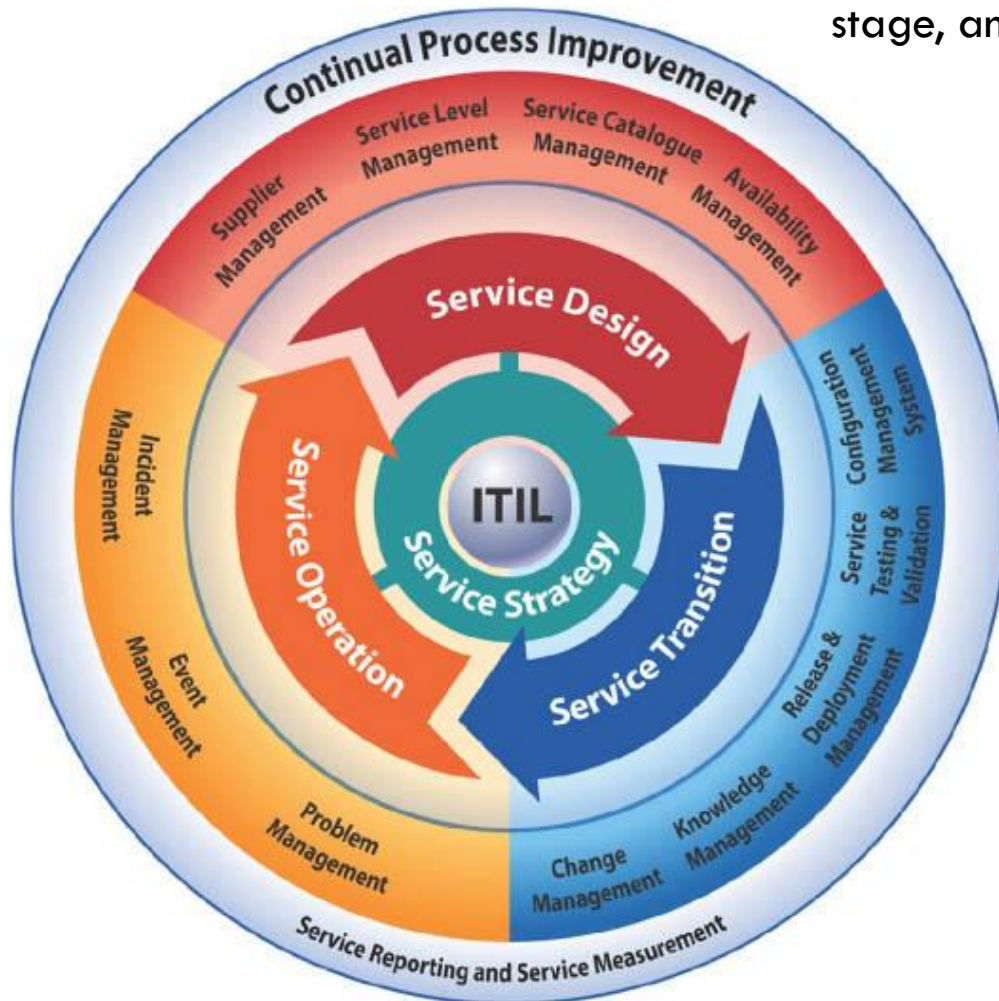 stage, an
Continual Process Improvement
Supplier
Management
Service Level
Management
Service Catalogue
Management
Availability
Management
Configuration
Management
System
Service
Testing &
Validation
Release &
Deployment
Management
Knowledge
Management
Change
Management
Problem
Management
Event
Management
Incident
Management
Service Design
Service Transition
Service Operation
Service Strategy
ITIL
Service Reporting and Service Measurement